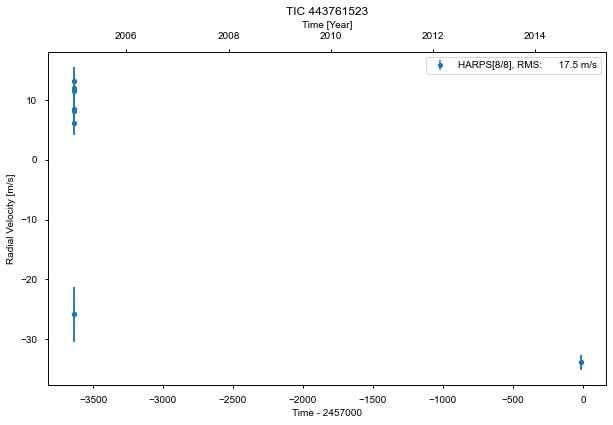 TIC 443761523
Time [Year]
2006 2008 2010 2012 2014
HARPS[8/8], RMS: 17.5 m/s
Radial Velocity [m/s]
10
0
−10
−20
−30
−3500 −3000 −2500 −2000 −1500 −1000 −500 0
Time - 2457000